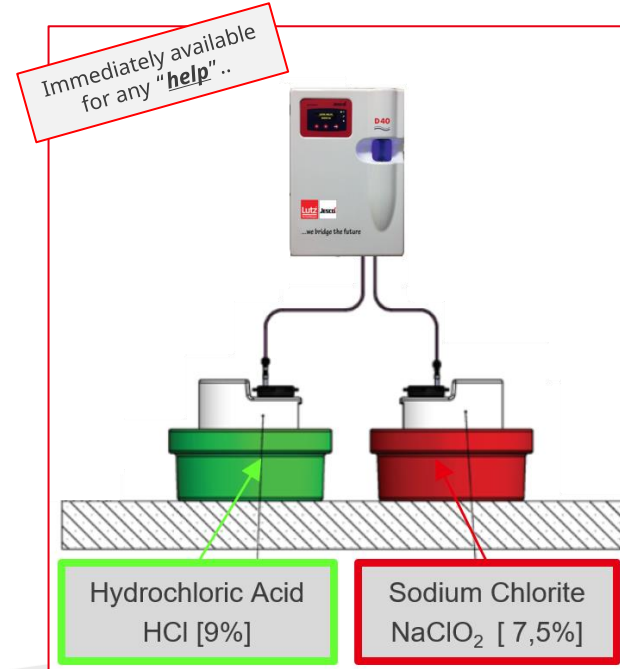 Immediately available
for any "help" ..
D40
Lutz Jesco
...we bridge the future
Hydrochloric Acid
HCl [9%]
Sodium Chlorite
NaClO₂ [ 7,5%]